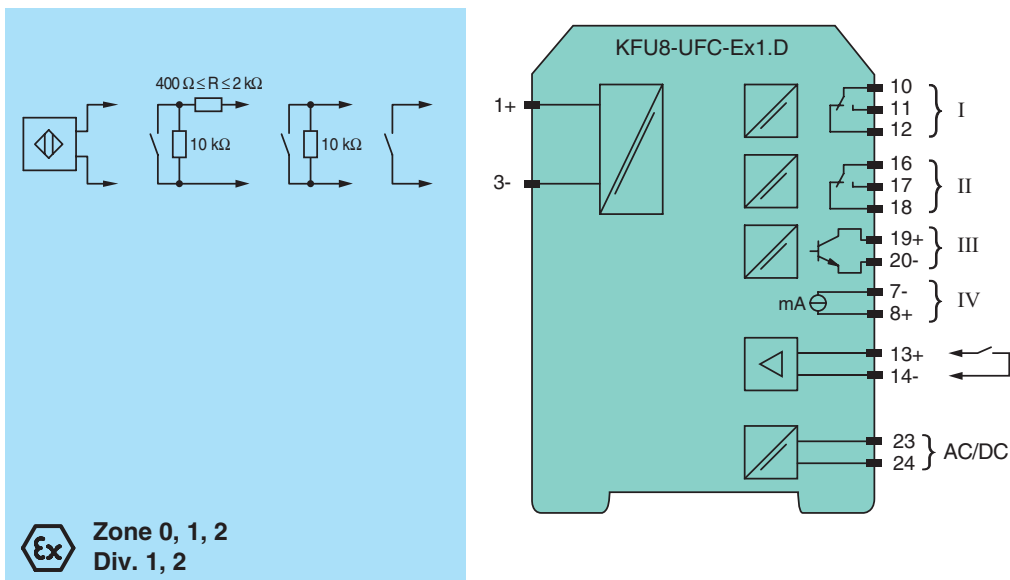 400 Ω ≤ R ≤ 2 kΩ
10 kΩ
10 kΩ
Ex
Zone 0, 1, 2
Div. 1, 2
KFU8-UFC-Ex1.D
1+
3-
10
11
12
I
16
17
18
II
19+
20-
III
mA
7-
8+
IV
13+
14-
23
24
AC/DC